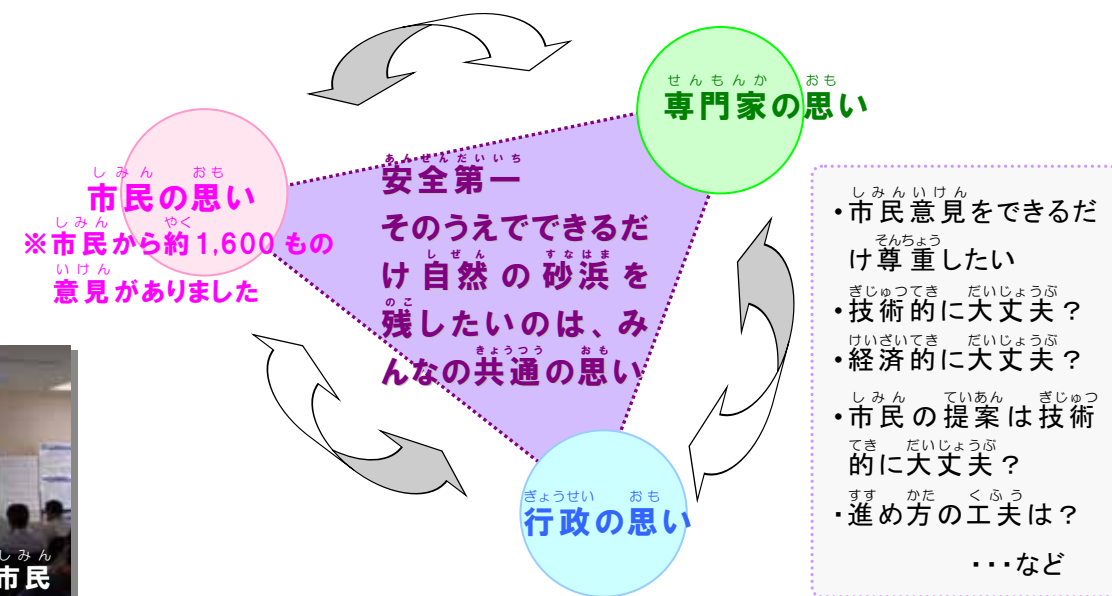 専門家の思い
せんもんか おも
市民の思い
しみん おも
※市民から約1,600もの
しみん やく
意見がありました
いけん
安全第一
あんぜんだいいち
そのうえでできるだ
け自然の砂浜を
しぜん すなはま
残したいのは、み
のこ
んなの共通の思い
きょうつう おも
行政の思い
ぎょうせい おも
・市民意見をできるだ
しみんいけん
け尊重したい
そんちょう
・技術的に大丈夫?
ぎじゅつてき だいじょうぶ
・経済的に大丈夫?
けいざいてき だいじょうぶ
・市民の提案は技術
しみん ていあん ぎじゅつ
的に大丈夫?
てき だいじょうぶ
・進め方の工夫は?
すす かた くふう
・・・など
市民
しみん